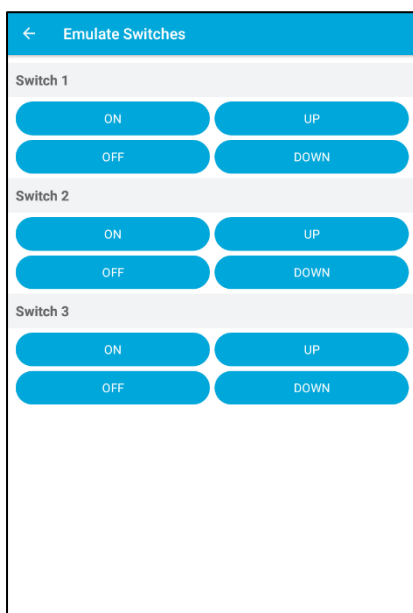 Emulate Switches
Switch 1
ON UP
OFF DOWN
Switch 2
ON UP
OFF DOWN
Switch 3
ON UP
OFF DOWN